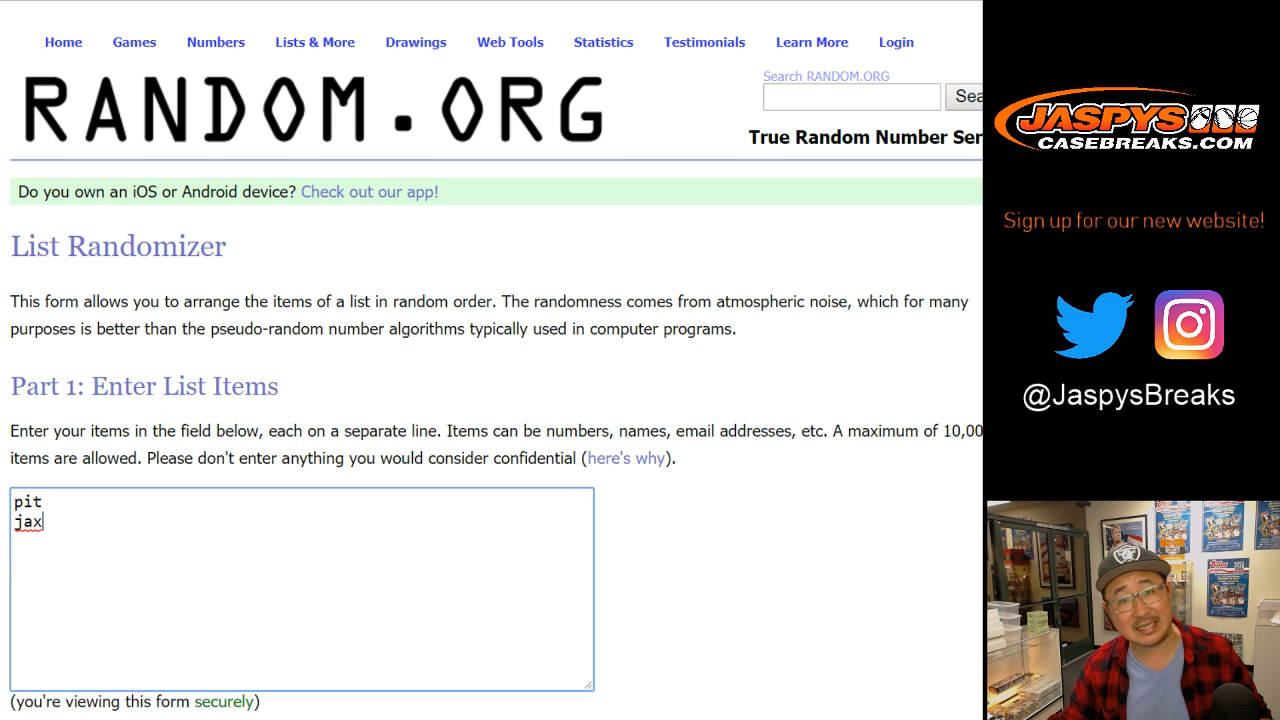 Home Games Numbers Lists & More Drawings Web Tools Statistics Testimonials Learn More Login
RANDOM.ORG
Search RANDOM.ORG
Sea
True Random Number Ser
Do you own an iOS or Android device? Check out our app!
List Randomizer
This form allows you to arrange the items of a list in random order. The randomness comes from atmospheric noise, which for many
purposes is better than the pseudo-random number algorithms typically used in computer programs.
Part 1: Enter List Items
Enter your items in the field below, each on a separate line. Items can be numbers, names, email addresses, etc. A maximum of 10,00
items are allowed. Please don't enter anything you would consider confidential (here's why).
pit
jax
(you're viewing this form securely)
JASPYS
CASEBREAKS.COM
Sign up for our new website!
@JaspysBreaks
Topps